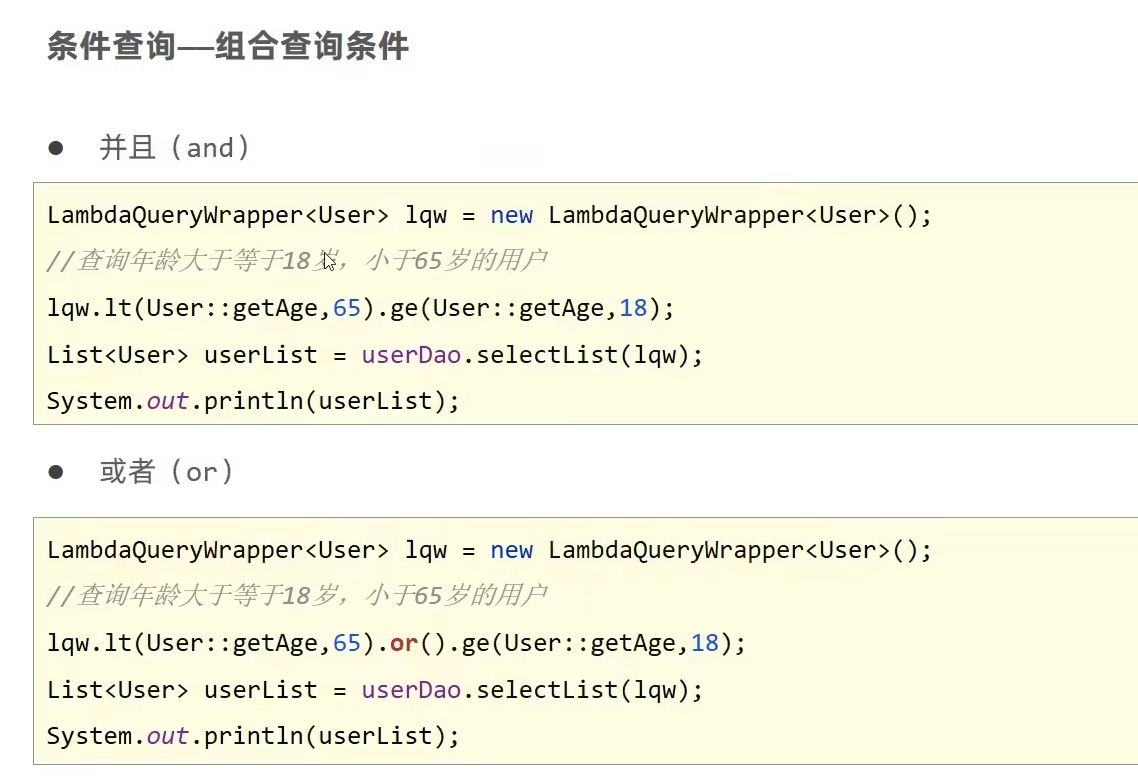 条件查询——组合查询条件
● 并且（and）
LambdaQueryWrapper<User> lqw = new LambdaQueryWrapper<User>();
//查询年龄大于等于18岁，小于65岁的用户
lqw.lt(User::getAge,65).ge(User::getAge,18);
List<User> userList = userDao.selectList(lqw);
System.out.println(userList);
● 或者（or）
LambdaQueryWrapper<User> lqw = new LambdaQueryWrapper<User>();
//查询年龄大于等于18岁，小于65岁的用户
lqw.lt(User::getAge,65).or().ge(User::getAge,18);
List<User> userList = userDao.selectList(lqw);
System.out.println(userList);